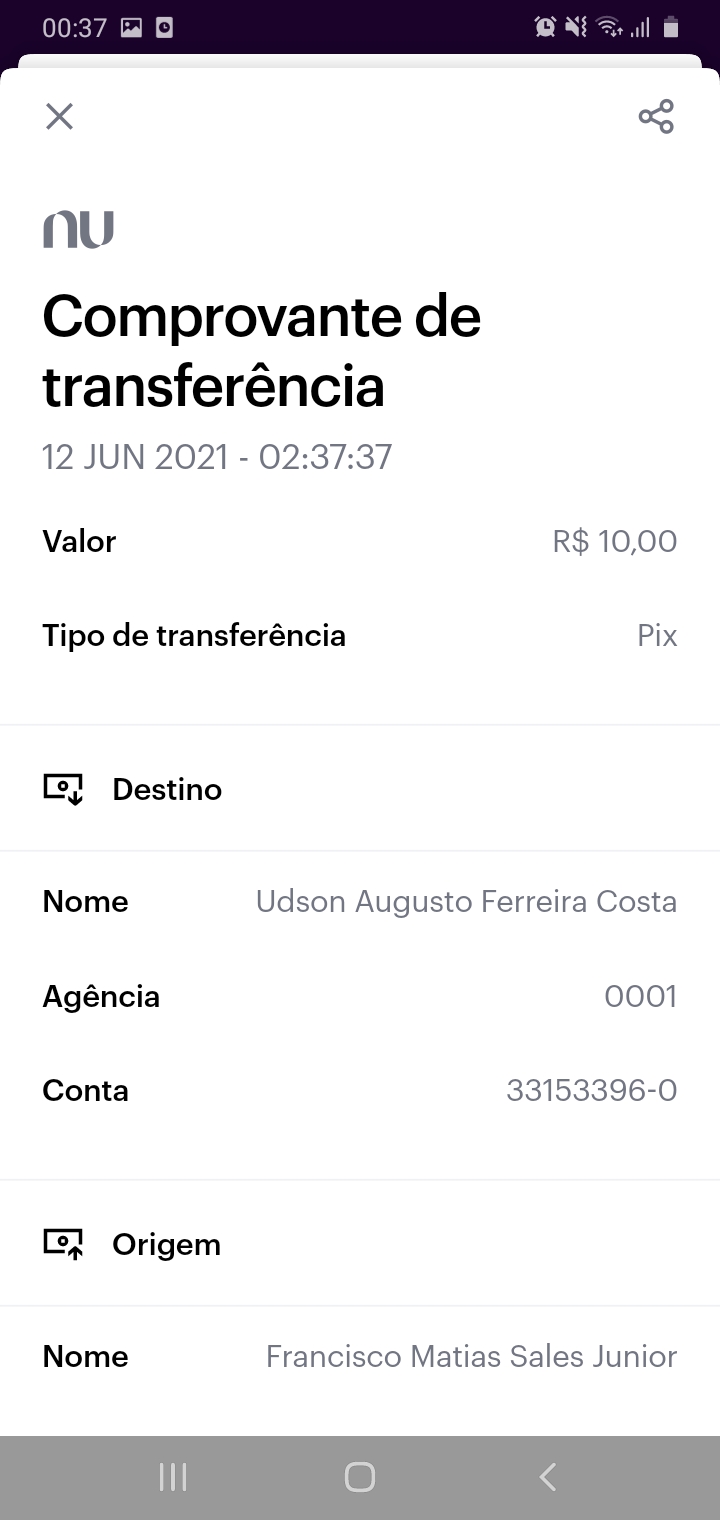 00:37
nu
Comprovante de
transferência
12 JUN 2021 - 02:37:37
Valor R$ 10,00
Tipo de transferência Pix
Destino
Nome Udson Augusto Ferreira Costa
Agência 0001
Conta 33153396-0
Origem
Nome Francisco Matias Sales Junior